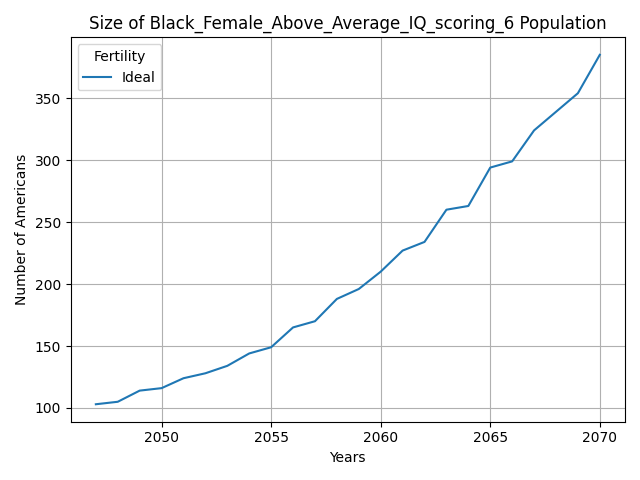 Size of Black_Female_Above_Average_IQ_scoring_6 Population
Fertility
Ideal
Number of Americans
350
300
250
200
150
100
2050 2055 2060 2065 2070
Years